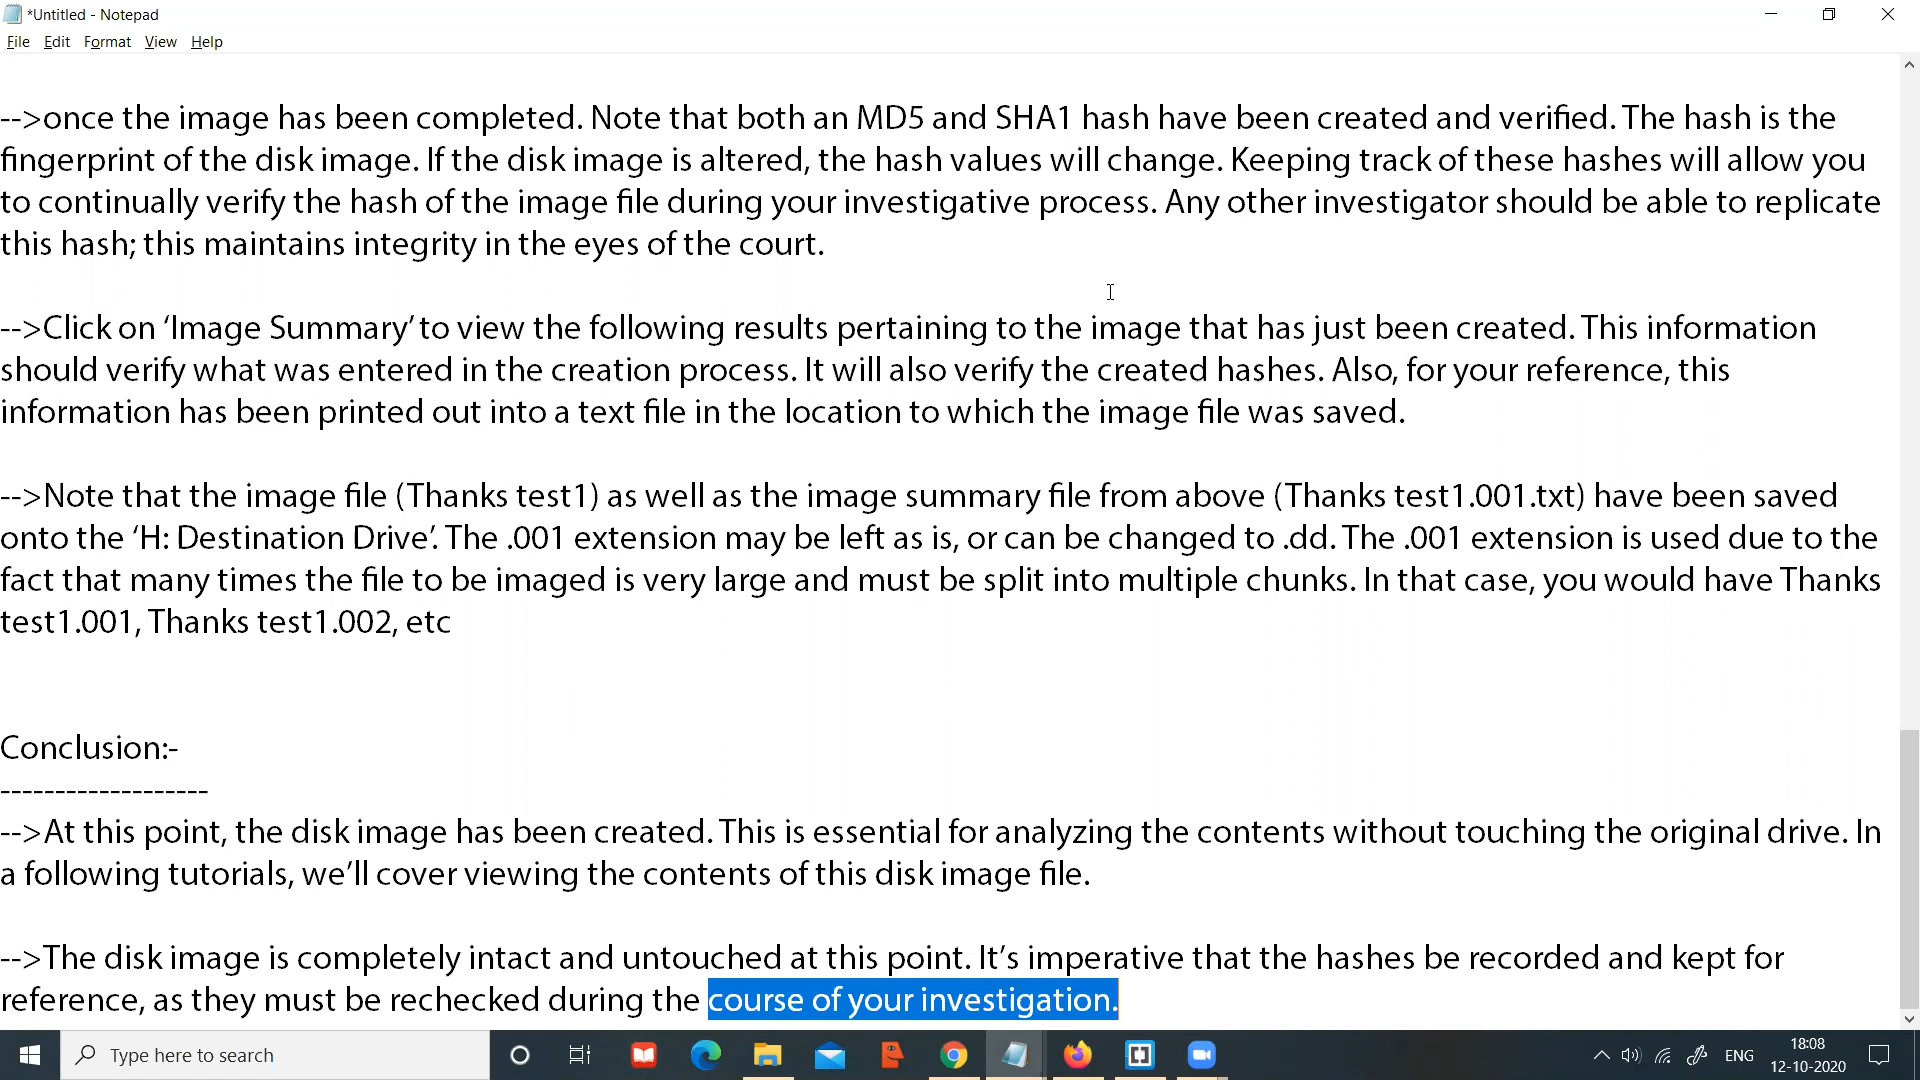 *Untitled - Notepad
File Edit Format View Help
-->once the image has been completed. Note that both an MD5 and SHA1 hash have been created and verified. The hash is the
fingerprint of the disk image. If the disk image is altered, the hash values will change. Keeping track of these hashes will allow you
to continually verify the hash of the image file during your investigative process. Any other investigator should be able to replicate
this hash; this maintains integrity in the eyes of the court.
-->Click on ‘Image Summary’ to view the following results pertaining to the image that has just been created. This information
should verify what was entered in the creation process. It will also verify the created hashes. Also, for your reference, this
information has been printed out into a text file in the location to which the image file was saved.
-->Note that the image file (Thanks test1) as well as the image summary file from above (Thanks test1.001.txt) have been saved
onto the ‘H: Destination Drive’. The .001 extension may be left as is, or can be changed to .dd. The .001 extension is used due to the
fact that many times the file to be imaged is very large and must be split into multiple chunks. In that case, you would have Thanks
test1.001, Thanks test1.002, etc
Conclusion:-
-------------------
-->At this point, the disk image has been created. This is essential for analyzing the contents without touching the original drive. In
a following tutorials, we’ll cover viewing the contents of this disk image file.
-->The disk image is completely intact and untouched at this point. It’s imperative that the hashes be recorded and kept for
reference, as they must be rechecked during the course of your investigation.
Type here to search
ENG
18:08
12-10-2020